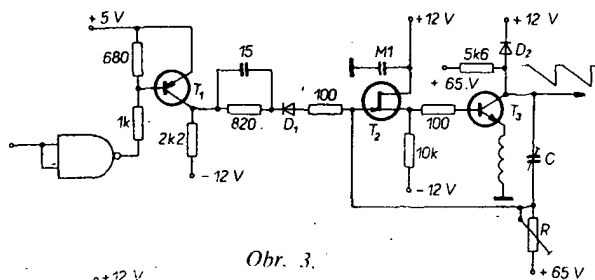 +5 V
680
T1
1k
2k2
-12 V
15
820
D1
100
M1
+12 V
T2
10k
-12 V
100
5k6
+65 V
+12 V
D2
T3
C
R
+65 V
Obr. 3.
+12 V